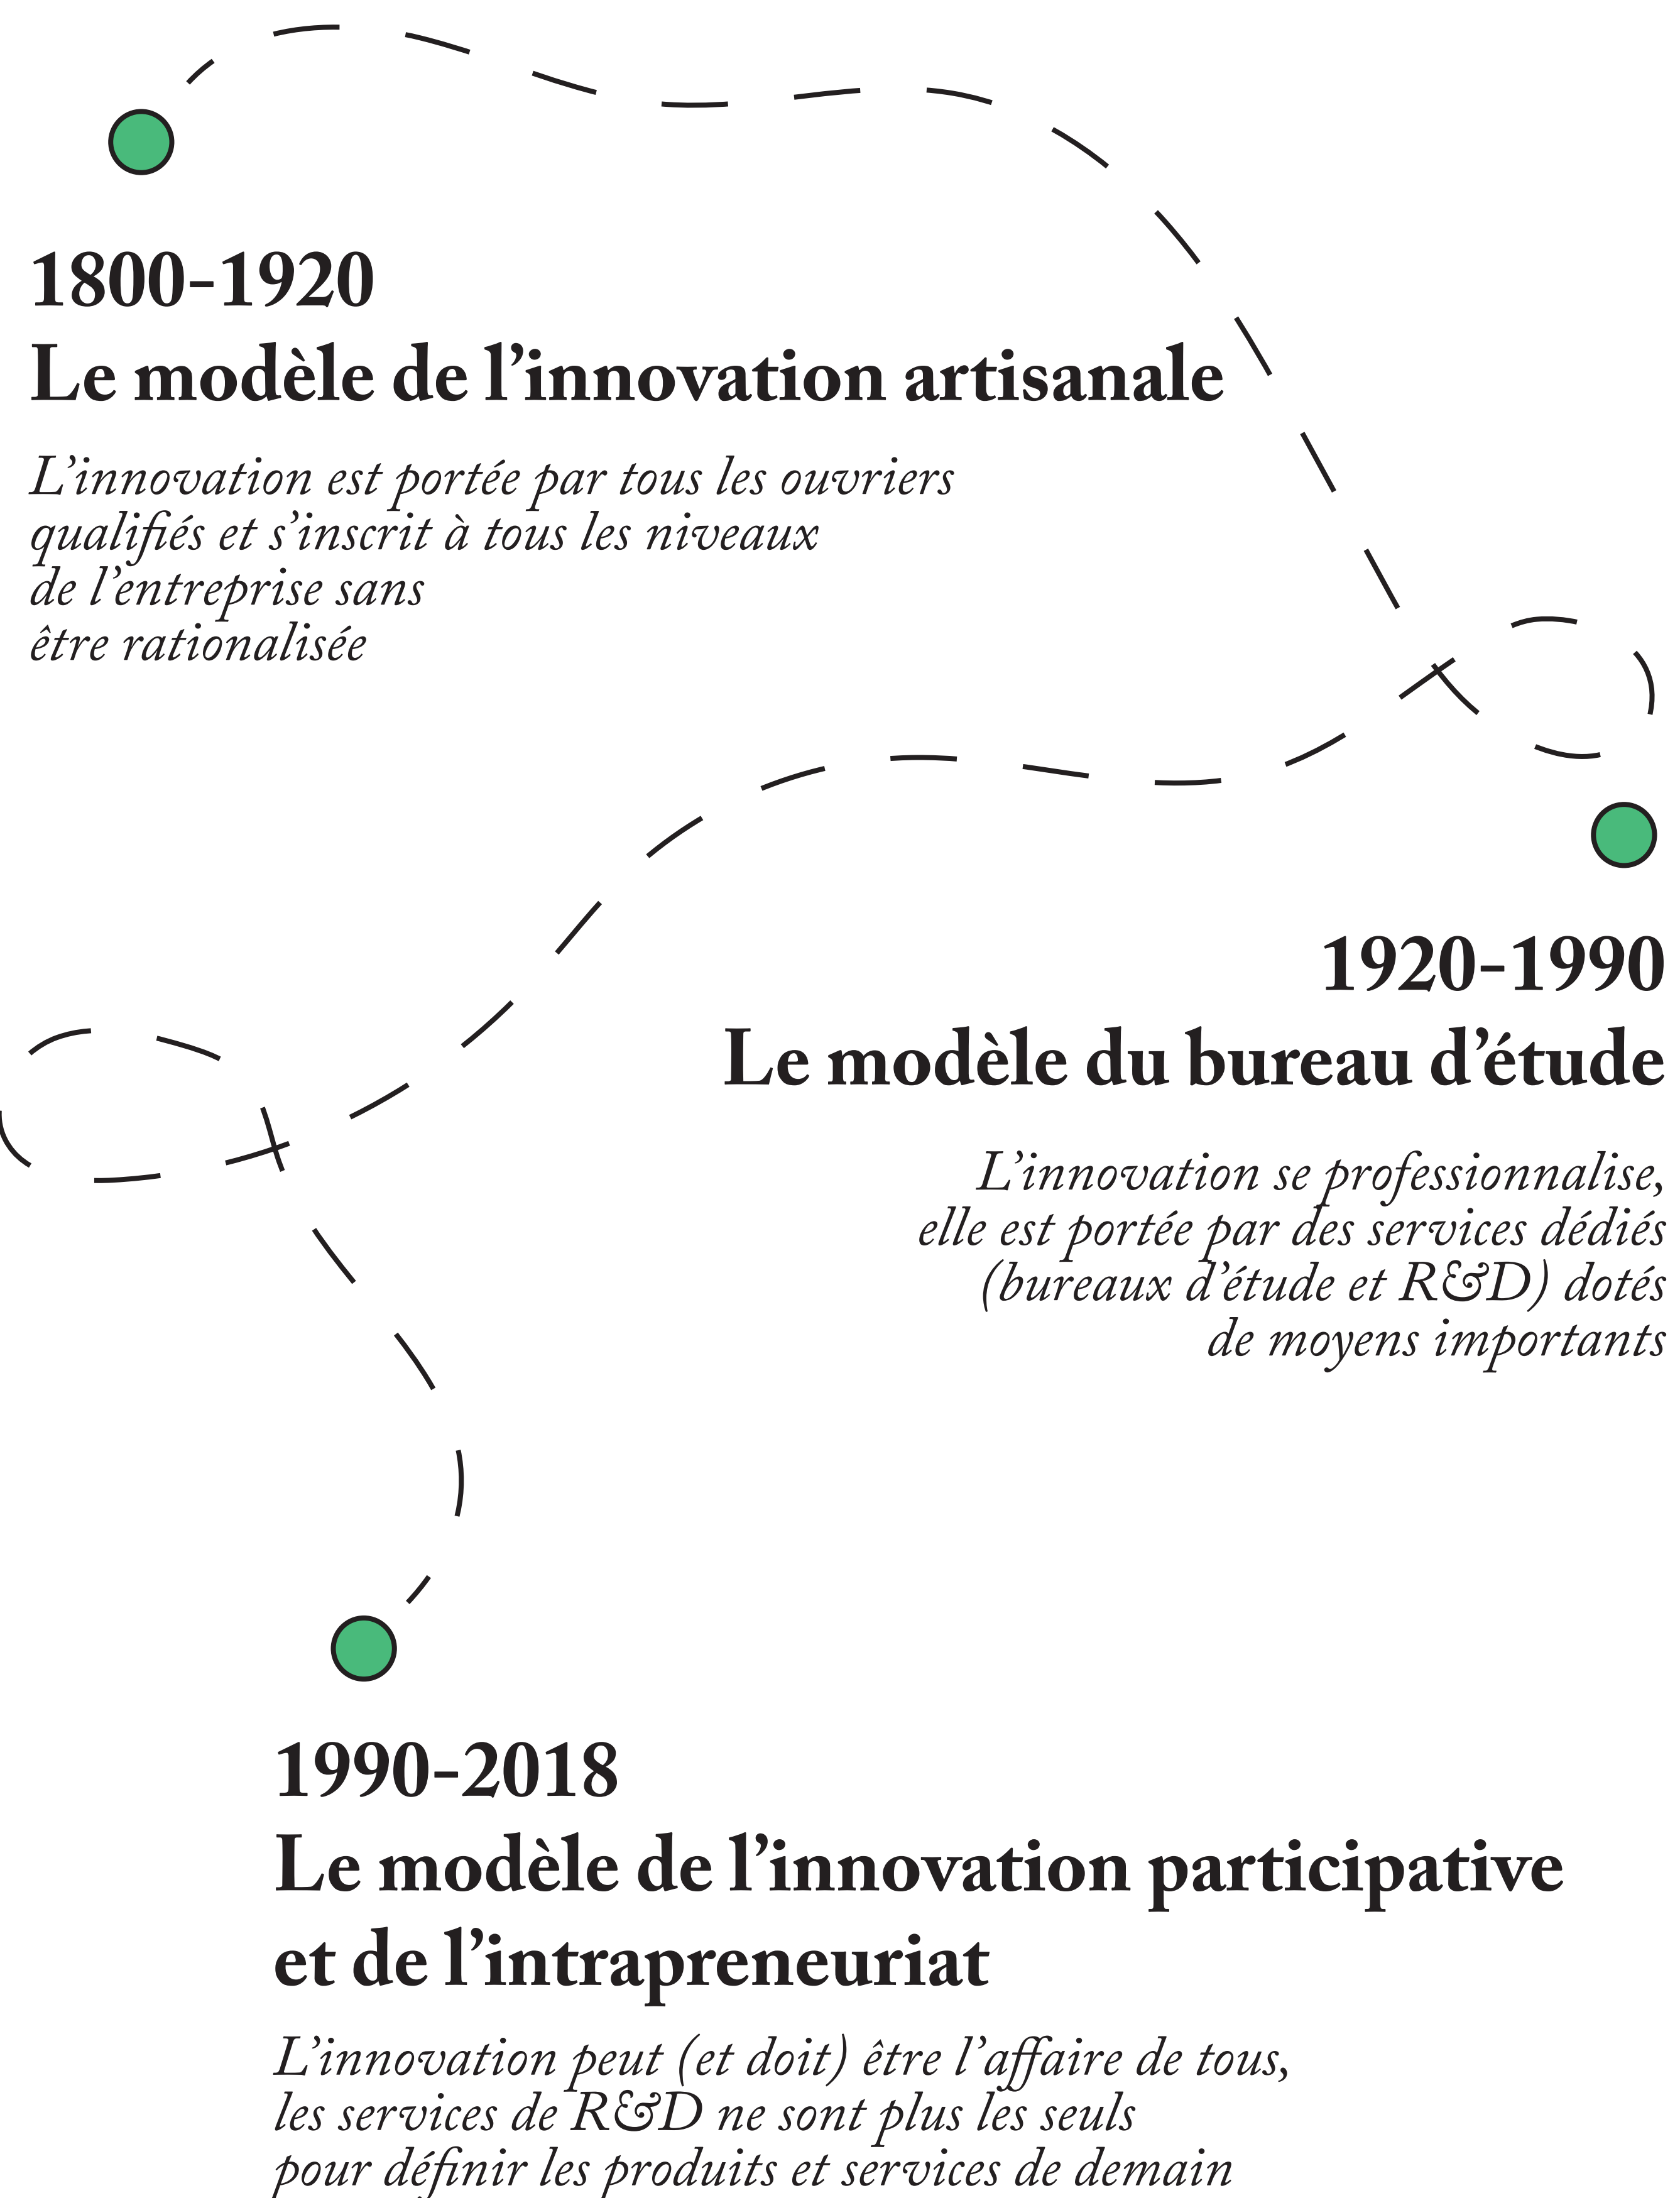 1800-1920
Le modèle de l’innovation artisanale
L’innovation est portée par tous les ouvriers
qualifiés et s’inscrit à tous les niveaux
de l’entreprise sans
être rationalisée
1920-1990
Le modèle du bureau d’étude
L’innovation se professionnalise,
elle est portée par des services dédiés
(bureaux d’étude et R&D) dotés
de moyens importants
1990-2018
Le modèle de l’innovation participative
et de l’intrapreneuriat
L’innovation peut (et doit) être l’affaire de tous,
les services de R&D ne sont plus les seuls
pour définir les produits et services de demain